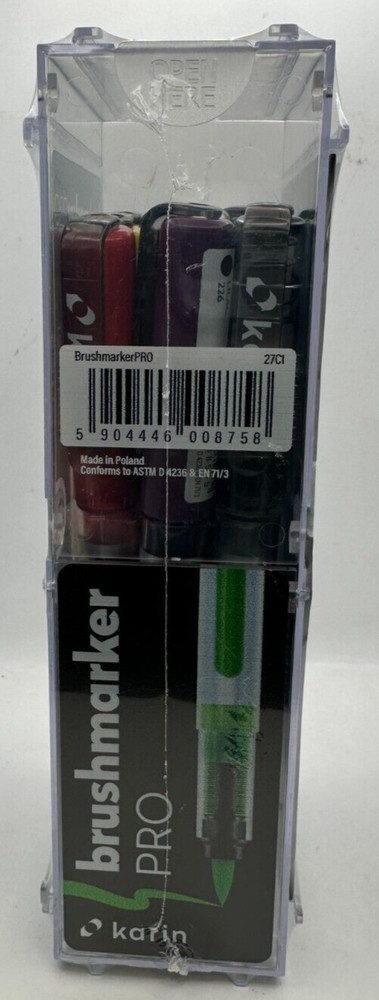 OPEN
HERE
226
BrushmarkerPRO 27C1
5 904446 008758
Made in Poland
Conforms to ASTM D 4236 & EN 71/3
brushmarker
PRO
karin